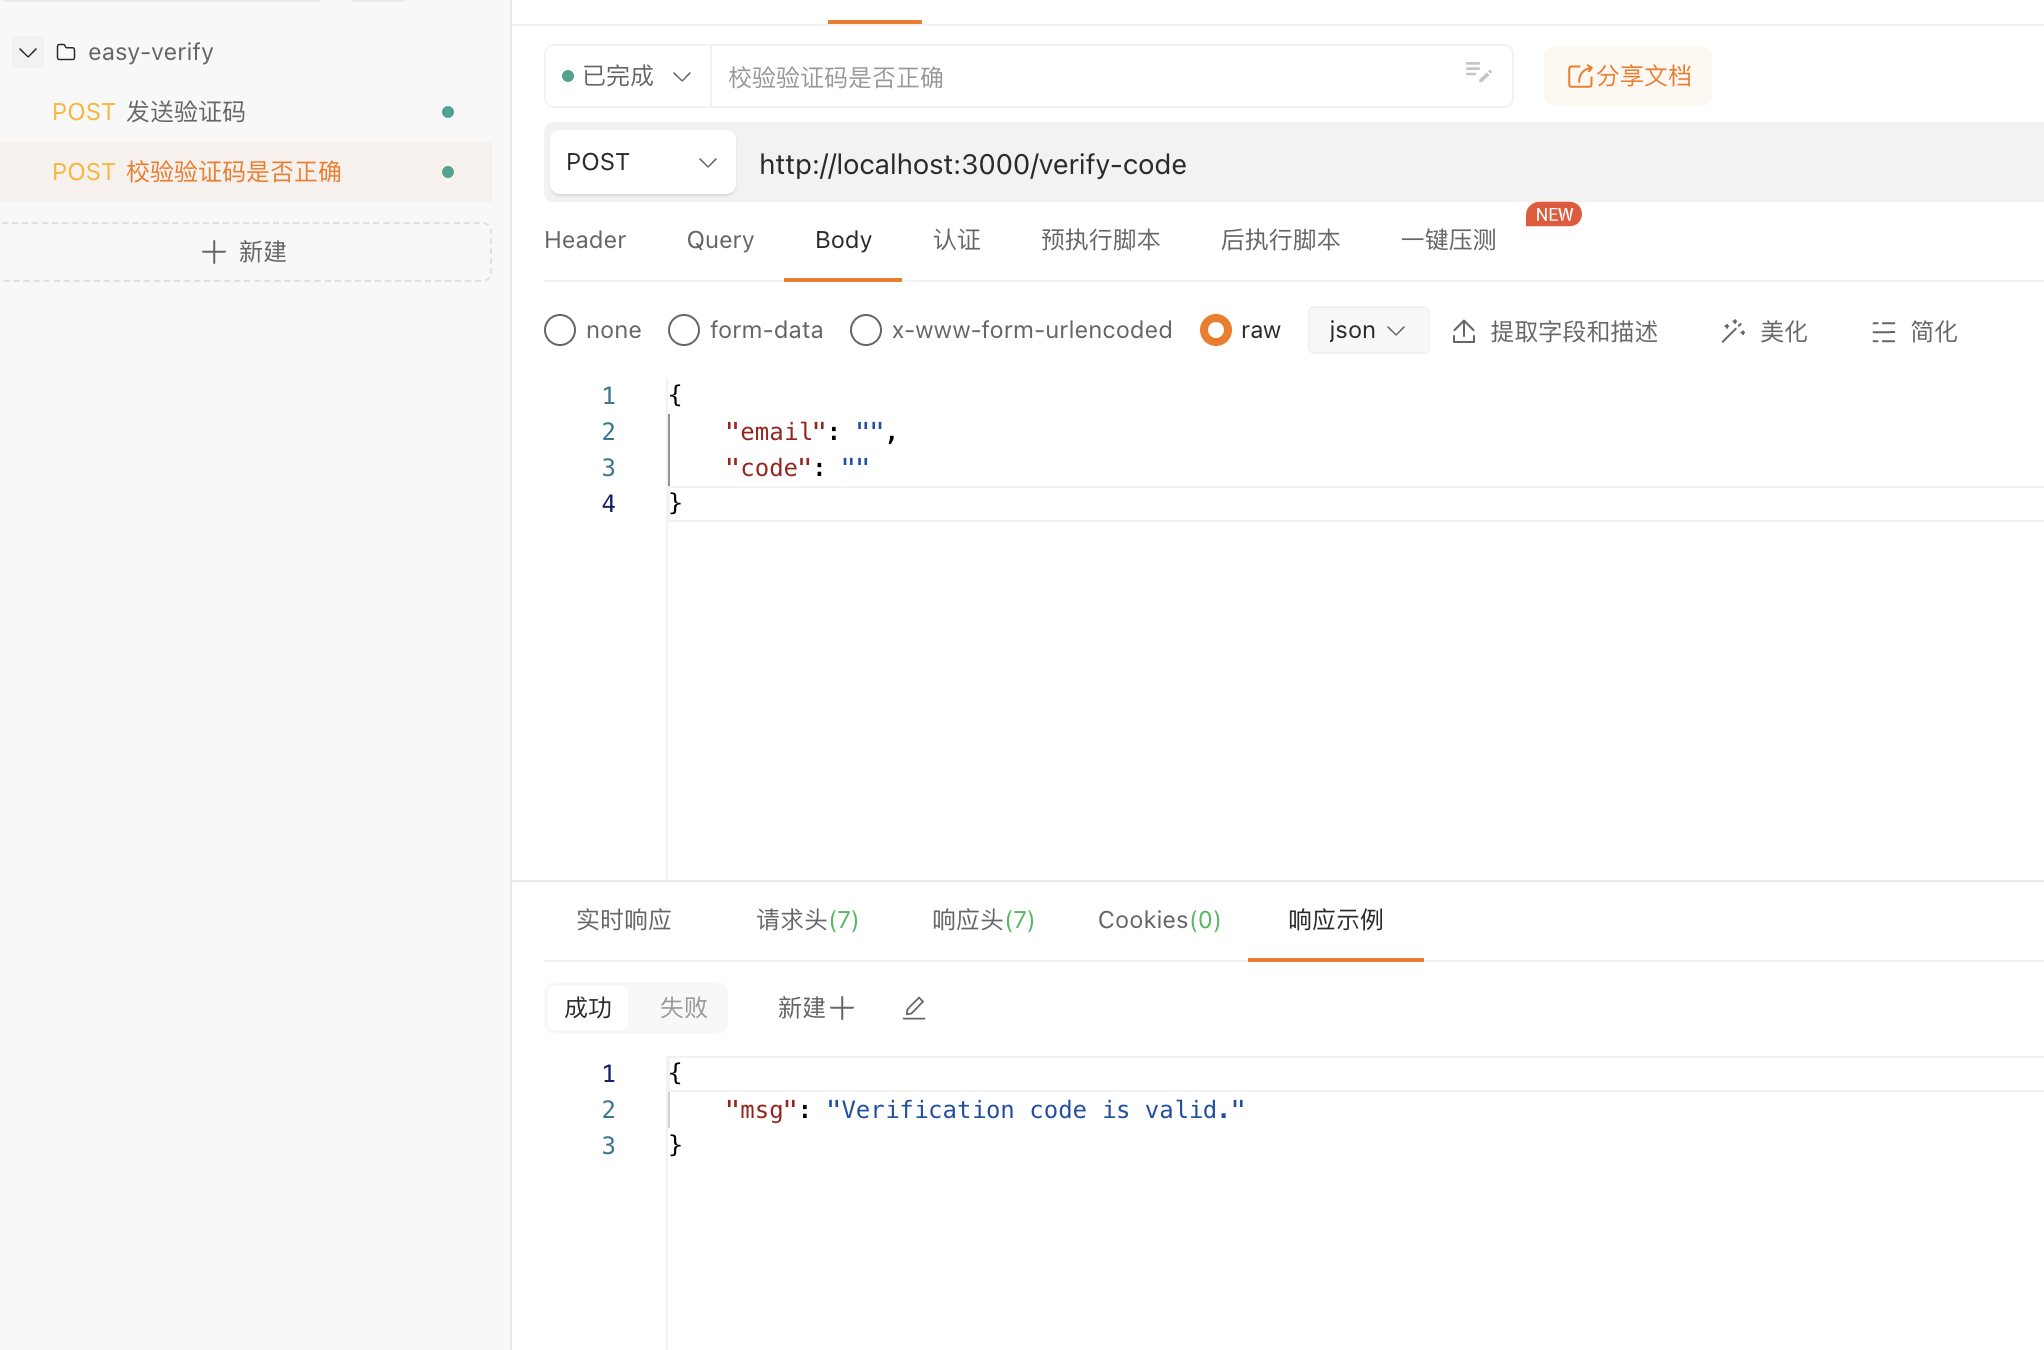 easy-verify
POST 发送验证码
POST 校验验证码是否正确
新建
已完成
校验验证码是否正确
分享文档
POST
http://localhost:3000/verify-code
Header Query Body 认证 预执行脚本 后执行脚本 一键压测 NEW
none form-data x-www-form-urlencoded raw json 提取字段和描述 美化 简化
1 {
2 "email": "",
3 "code": ""
4 }
实时响应 请求头(7) 响应头(7) Cookies(0) 响应示例
成功 失败 新建
1 {
2 "msg": "Verification code is valid."
3 }